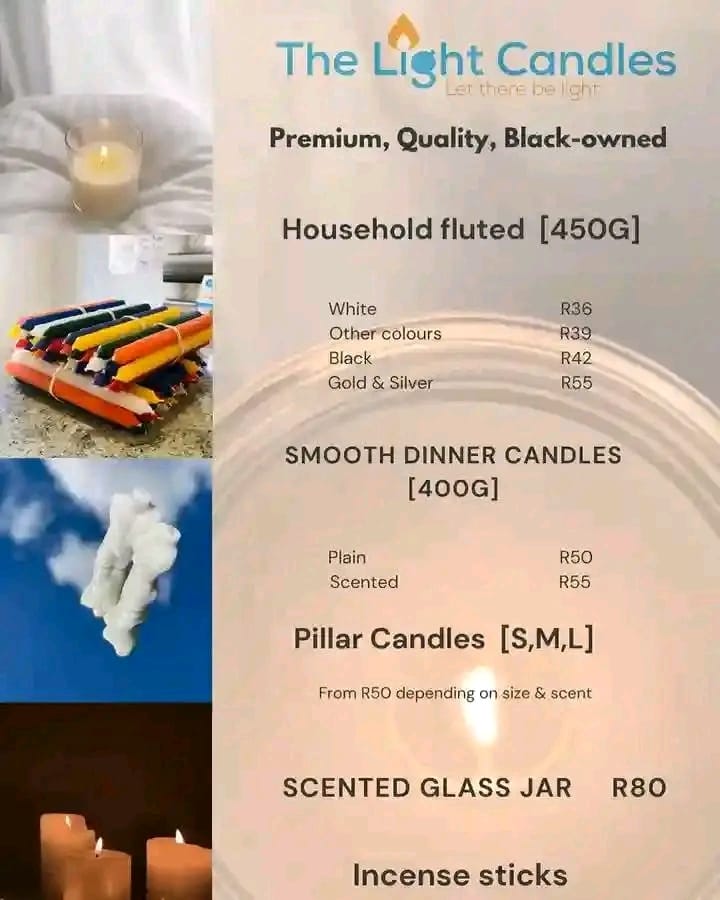 The Light Candles
Let there be light
Premium, Quality, Black-owned
Household fluted [450G]
White R36
Other colours R39
Black R42
Gold & Silver R55
SMOOTH DINNER CANDLES
[400G]
Plain R50
Scented R55
Pillar Candles [S,M,L]
From R50 depending on size & scent
SCENTED GLASS JAR R80
Incense sticks